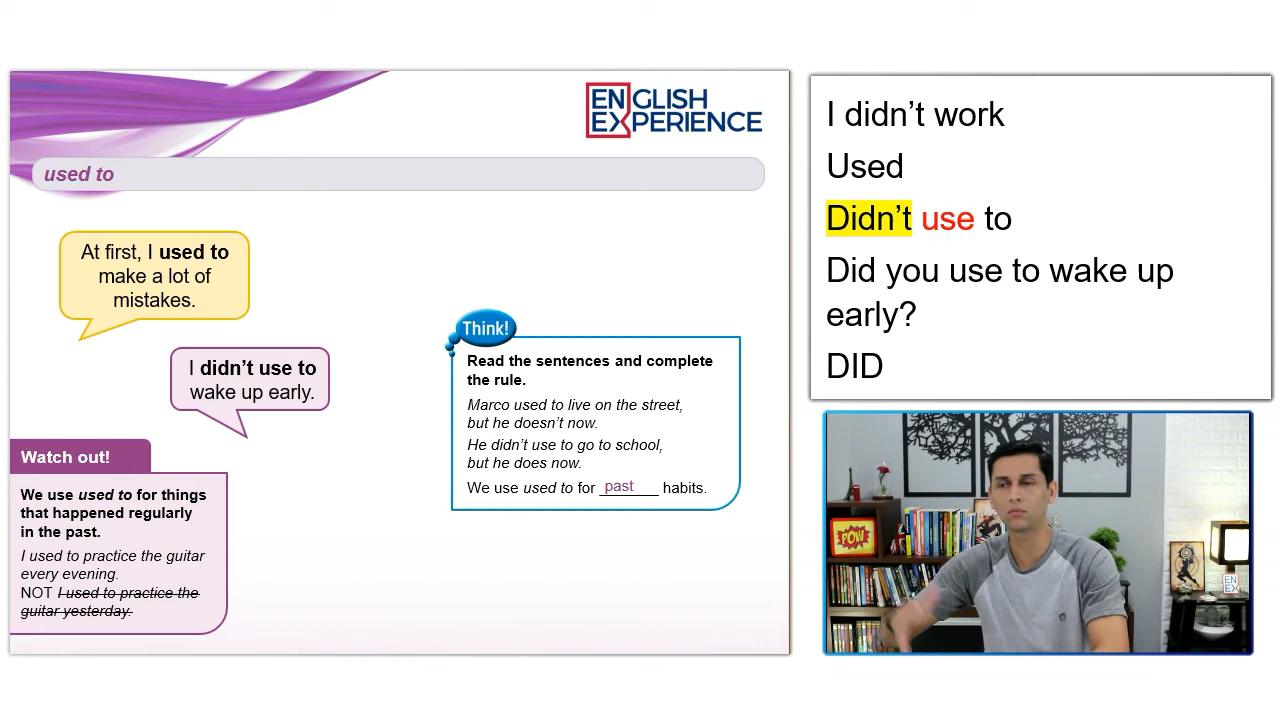 ENGLISH
EXPERIENCE
used to
At first, I used to
make a lot of
mistakes.
I didn’t use to
wake up early.
Watch out!
We use used to for things
that happened regularly
in the past.
I used to practice the guitar
every evening.
NOT I used to practice the
guitar yesterday.
Think!
Read the sentences and complete
the rule.
Marco used to live on the street,
but he doesn’t now.
He didn’t use to go to school,
but he does now.
We use used to for past habits.
I didn’t work
Used
Didn’t use to
Did you use to wake up
early?
DID
POW
EN
EX